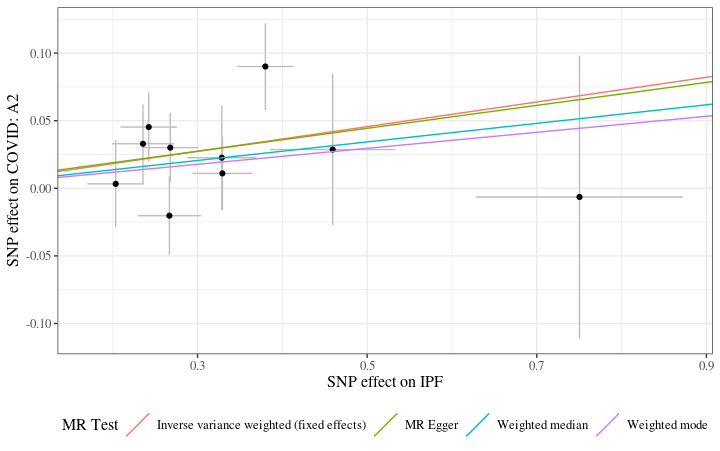 SNP effect on COVID: A2
0.10
0.05
0.00
-0.05
-0.10
0.3 0.5 0.7 0.9
SNP effect on IPF
MR Test Inverse variance weighted (fixed effects) MR Egger Weighted median Weighted mode